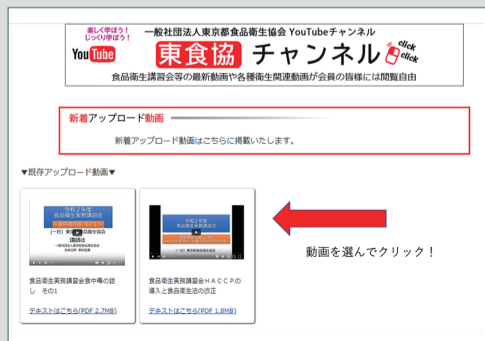 楽しく学ぼう！
じっくり学ぼう！
YouTube
一般社団法人東京都食品衛生協会 YouTubeチャンネル
東食協 チャンネル
click
click
食品衛生講習会等の最新動画や各種衛生関連動画が会員の皆様には閲覧自由
新着アップロード動画
新着アップロード動画はこちらに掲載いたします。
▼既存アップロード動画▼
令和2年度
食品衛生実務講習会
講師は
令和2年度
食品衛生実務講習会
動画を選んでクリック！
食品衛生実務講習会食中毒の話
し その1
テキストはこちら(PDF 2.7MB)
食品衛生実務講習会ＨＡＣＣＰの
導入と食品衛生法の改正
テキストはこちら(PDF 1.8MB)